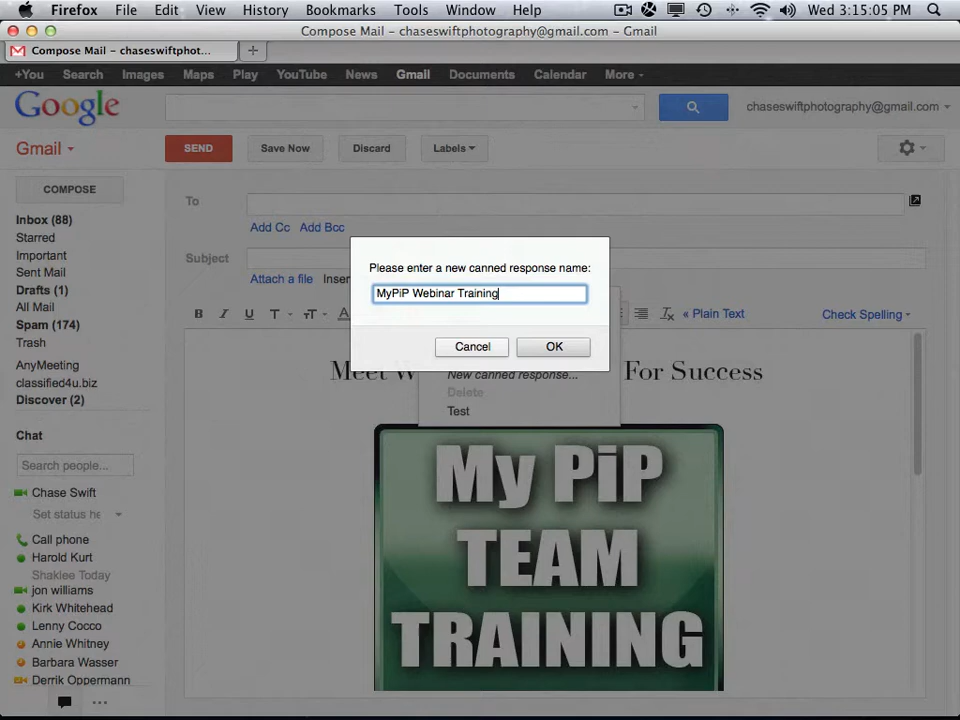 Firefox File Edit View History Bookmarks Tools Window Help Wed 3:15:05 PM
Compose Mail – chaseswiftphotography@gmail.com – Gmail
Compose Mail – chaseswiftphot...
+You Search Images Maps Play YouTube News Gmail Documents Calendar More
Google
chaseswiftphotography@gmail.com
Gmail
SEND Save Now Discard Labels
COMPOSE
To
Inbox (88)
Add Cc Add Bcc
Starred
Important
Subject
Sent Mail
Attach a file Inser
Drafts (1)
All Mail
B I U T T A T « Plain Text Check Spelling
Spam (174)
Trash
Please enter a new canned response name:
MyPiP Webinar Training
Cancel OK
AnyMeeting
classified4u.biz
Discover (2)
Meet W For Success
New canned response...
Delete
Test
Chat
Search people...
Chase Swift
Set status he
Call phone
Harold Kurt
Shaklee Today
jon williams
Kirk Whitehead
Lenny Cocco
Annie Whitney
Barbara Wasser
Derrik Oppermann
My PiP
TEAM
TRAINING